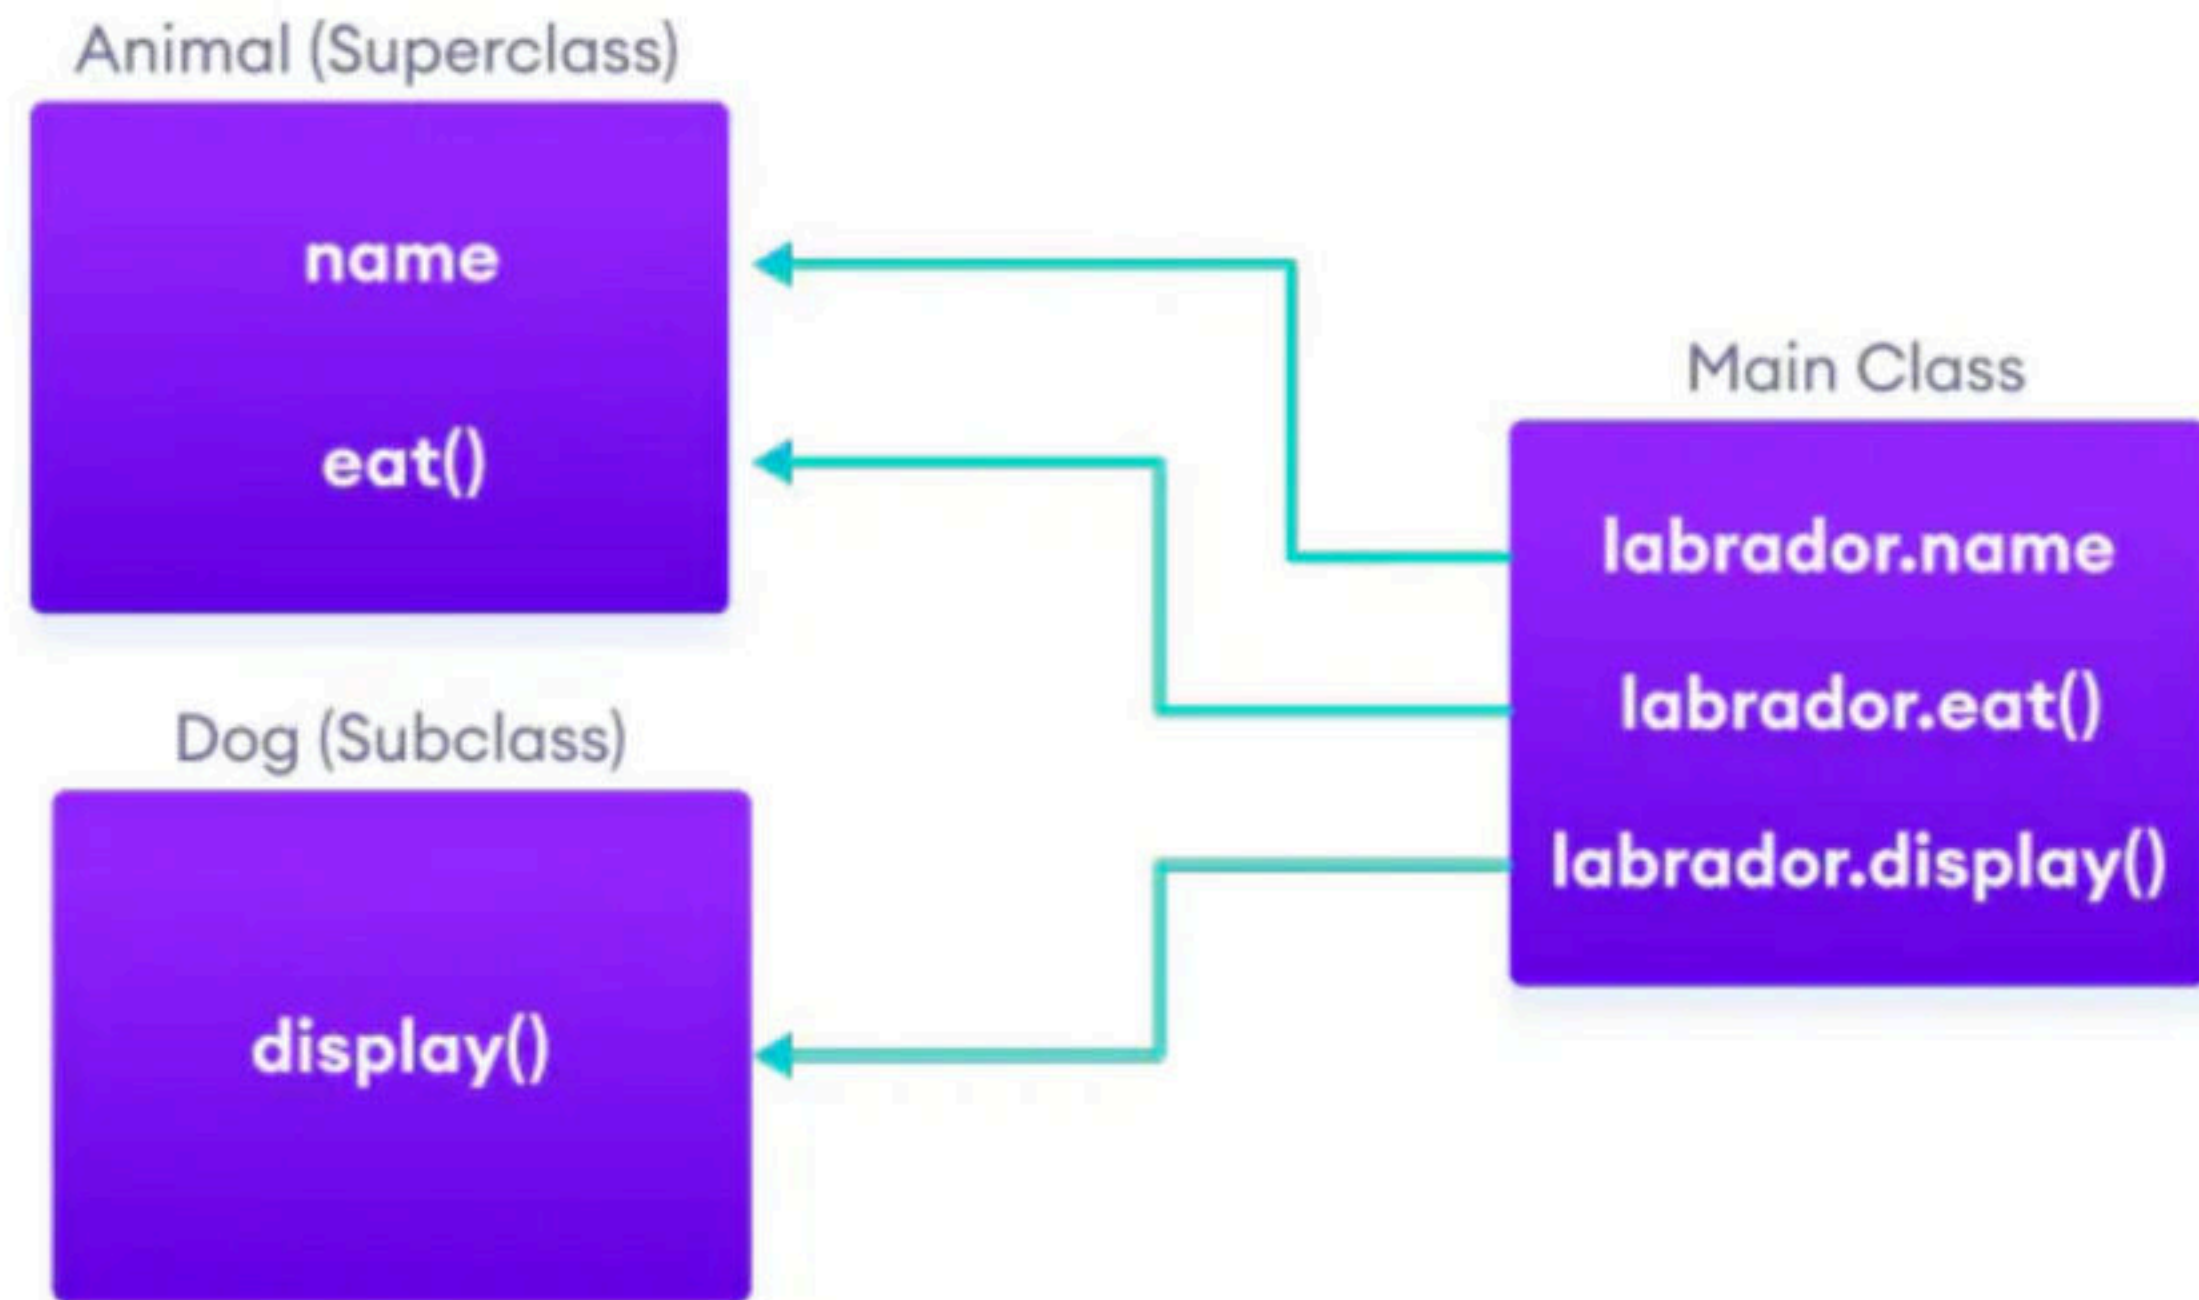 Animal (Superclass)
name
eat()
Dog (Subclass)
display()
Main Class
labrador.name
labrador.eat()
labrador.display()